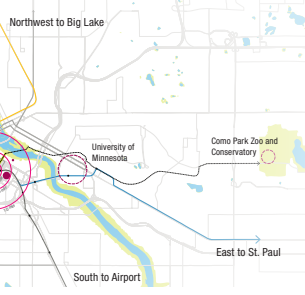 Northwest to Big Lake
University of
Minnesota
Como Park Zoo and
Conservatory
East to St. Paul
South to Airport